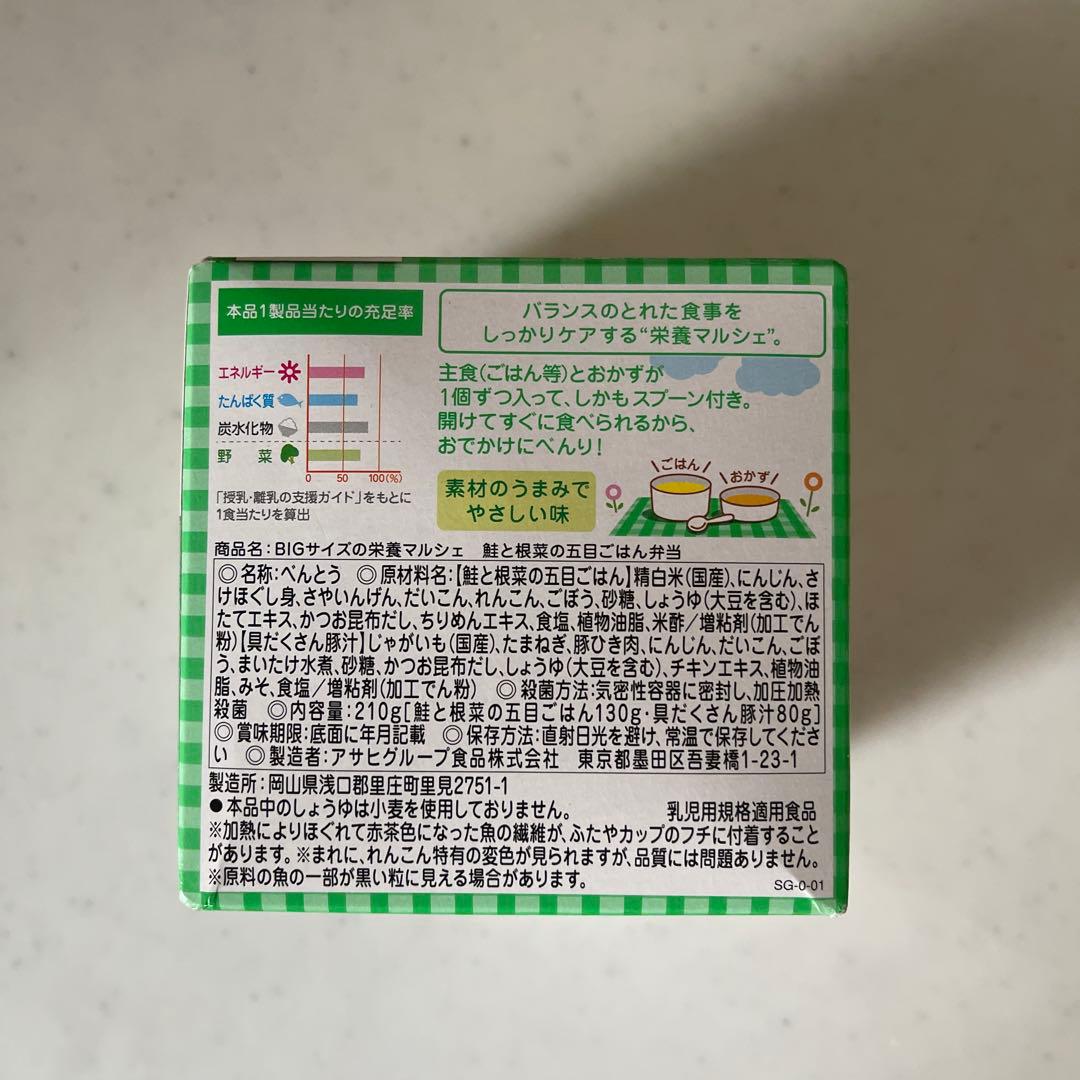 本品1製品当たりの充足率
エネルギー
たんぱく質
炭水化物
野菜
0 50 100(%)
「授乳・離乳の支援ガイド」をもとに
1食当たりを算出
バランスのとれた食事を
しっかりケアする“栄養マルシェ”。
主食(ごはん等)とおかずが
1個ずつ入って、しかもスプーン付き。
開けてすぐに食べられるから、
おでかけにべんり!
素材のうまみで
やさしい味
ごはん
おかず
商品名:BIGサイズの栄養マルシェ 鮭と根菜の五目ごはん弁当
◎名称:べんとう ◎原材料名:【鮭と根菜の五目ごはん】精白米(国産)、にんじん、さ
けほぐし身、さやいんげん、だいこん、れんこん、ごぼう、砂糖、しょうゆ(大豆を含む)、ほ
たてエキス、かつお昆布だし、ちりめんエキス、食塩、植物油脂、米酢/増粘剤(加工でん
粉)【具だくさん豚汁】じゃがいも(国産)、たまねぎ、豚ひき肉、にんじん、だいこん、ごぼ
う、まいたけ水煮、砂糖、かつお昆布だし、しょうゆ(大豆を含む)、チキンエキス、植物油
脂、みそ、食塩/増粘剤(加工でん粉) ◎殺菌方法:気密性容器に密封し、加圧加熱
殺菌 ◎内容量:210g[鮭と根菜の五目ごはん130g・具だくさん豚汁80g]
◎賞味期限:底面に年月記載 ◎保存方法:直射日光を避け、常温で保存してくださ
い ◎製造者:アサヒグループ食品株式会社 東京都墨田区吾妻橋1-23-1
製造所:岡山県浅口郡里庄町里見2751-1
●本品中のしょうゆは小麦を使用しておりません。 乳児用規格適用食品
※加熱によりほぐれて赤茶色になった魚の繊維が、ふたやカップのフチに付着すること
があります。※まれに、れんこん特有の変色が見られますが、品質には問題ありません。
※原料の魚の一部が黒い粒に見える場合があります。
SG-0-01